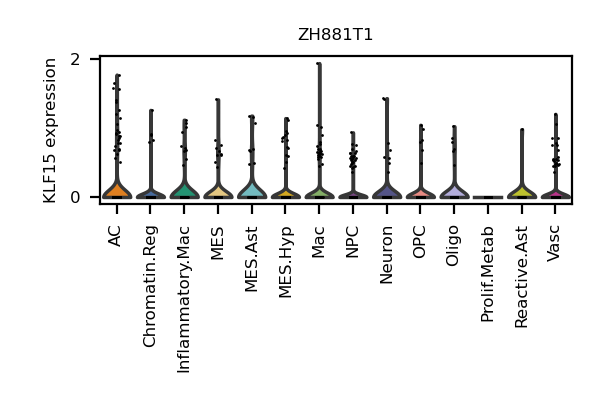 ZH881T1
KLF15 expression
2
0
AC
Chromatin.Reg
Inflammatory.Mac
MES
MES.Ast
MES.Hyp
Mac
NPC
Neuron
OPC
Oligo
Prolif.Metab
Reactive.Ast
Vasc